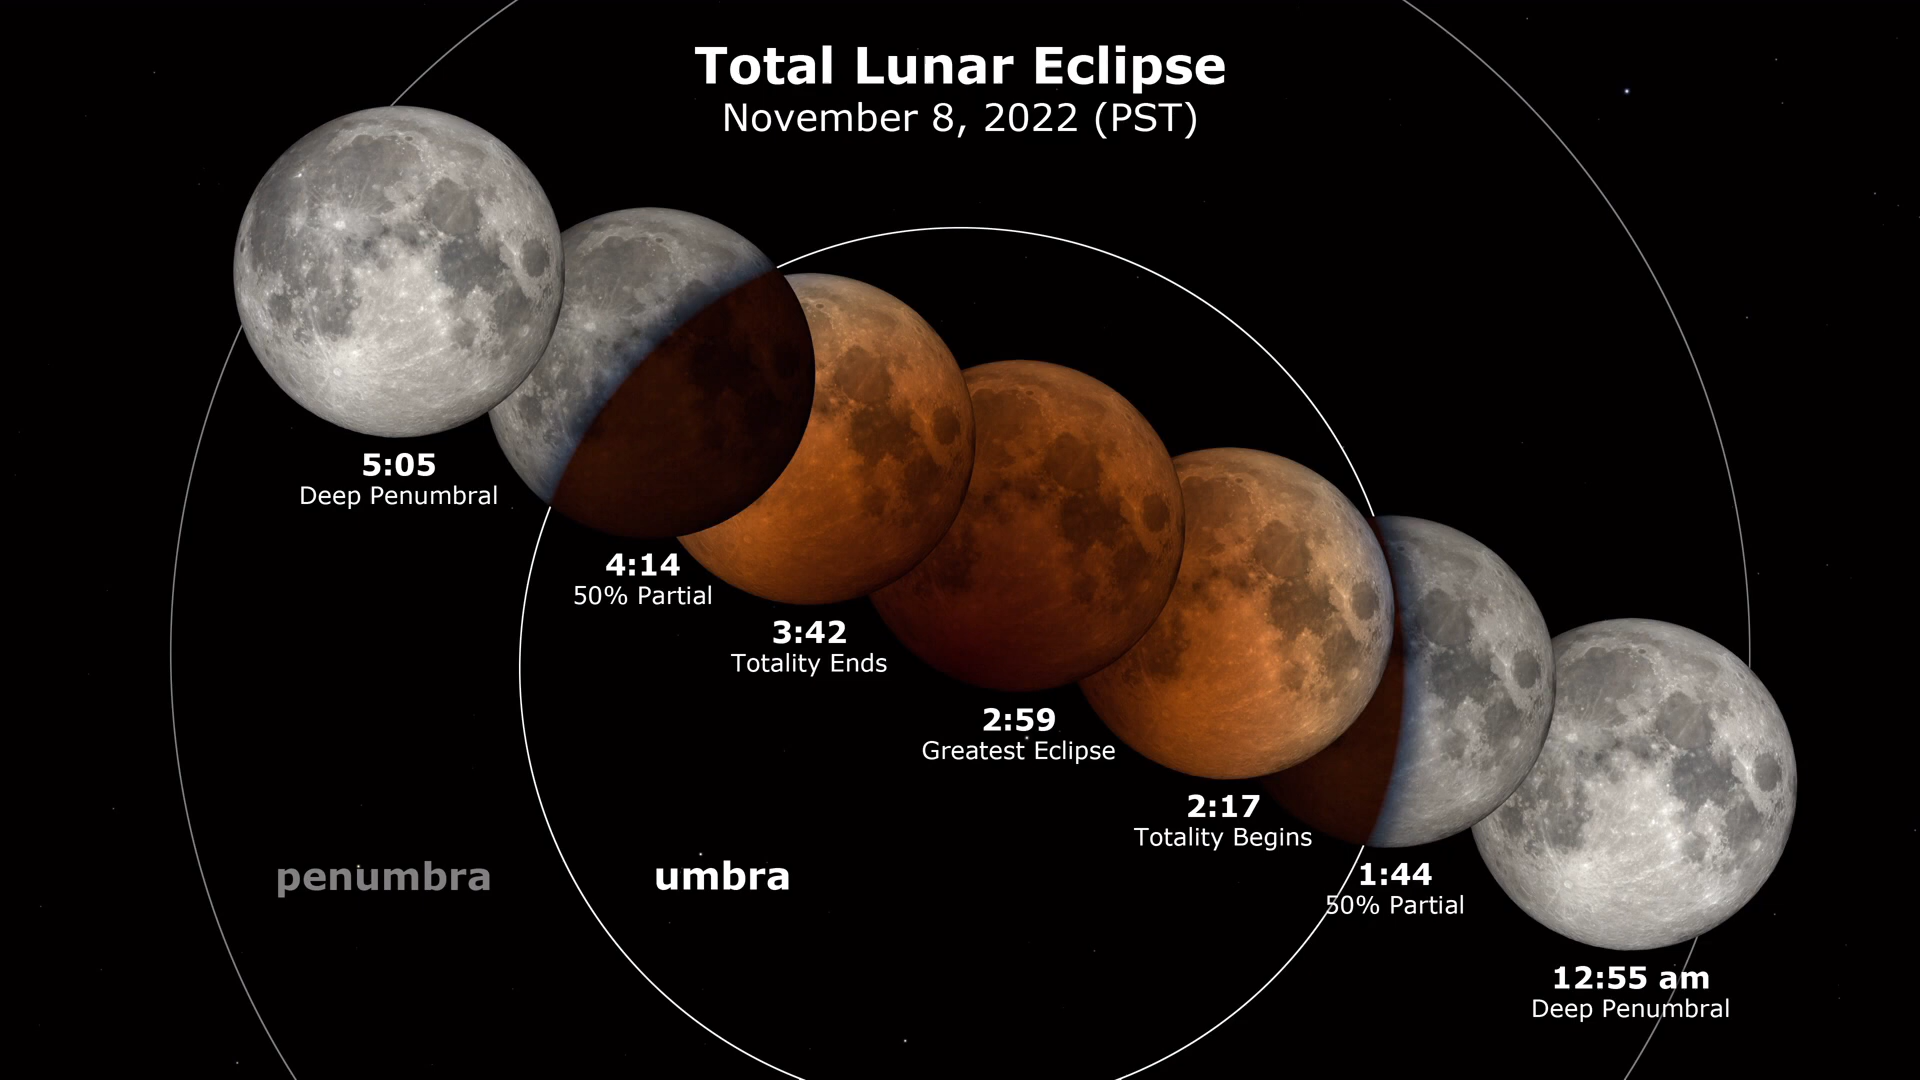 Total Lunar Eclipse
November 8, 2022 (PST)
5:05
Deep Penumbral
4:14
50% Partial
3:42
Totality Ends
2:59
Greatest Eclipse
2:17
Totality Begins
1:44
50% Partial
12:55 am
Deep Penumbral
penumbra
umbra